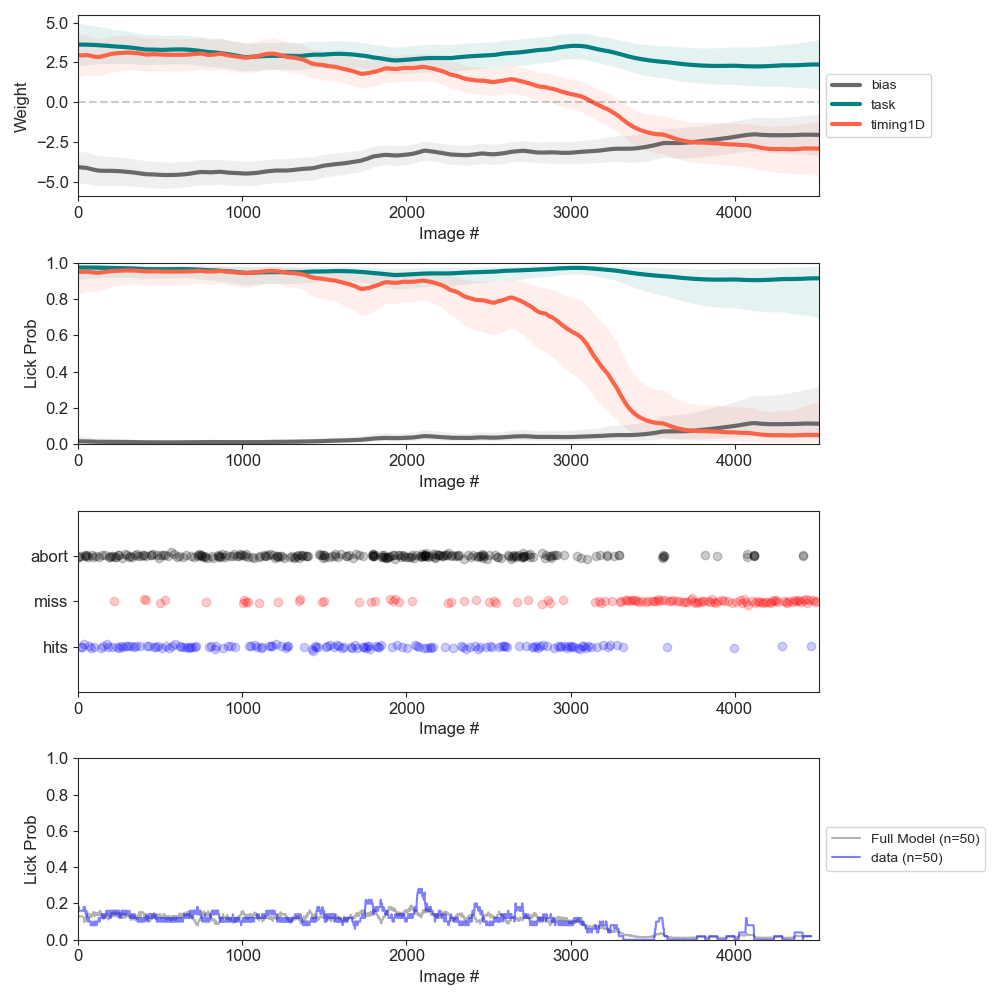 5.0
2.5
0.0
−2.5
−5.0
Weight
0 1000 2000 3000 4000
Image #
bias
task
timing1D
1.0
0.8
0.6
0.4
0.2
0.0
Lick Prob
0 1000 2000 3000 4000
Image #
abort
miss
hits
0 1000 2000 3000 4000
Image #
1.0
0.8
0.6
0.4
0.2
0.0
Lick Prob
0 1000 2000 3000 4000
Image #
Full Model (n=50)
data (n=50)